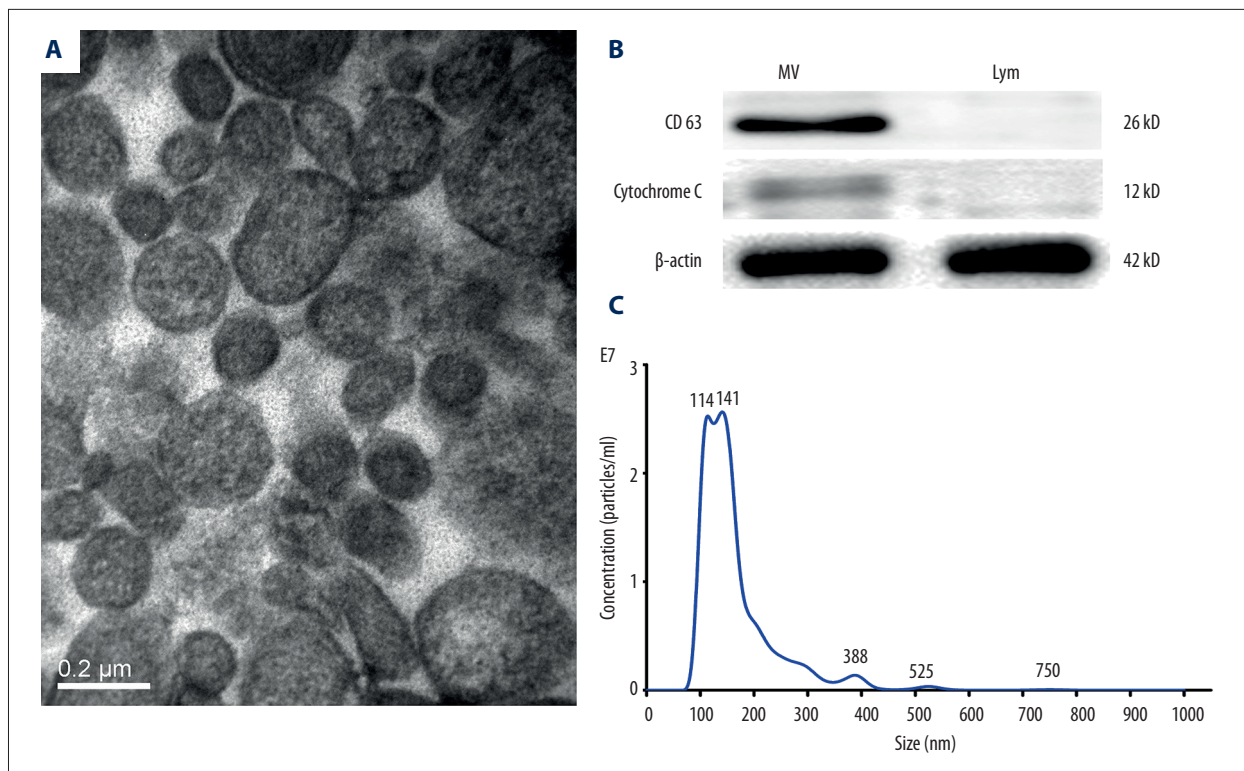 A
0.2 µm
B
MV Lym
CD 63 26 kD
Cytochrome C 12 kD
β-actin 42 kD
C
E7
3
2
1
0
Concentration (particles/ml)
114 141
388
525
750
0 100 200 300 400 500 600 700 800 900 1000
Size (nm)